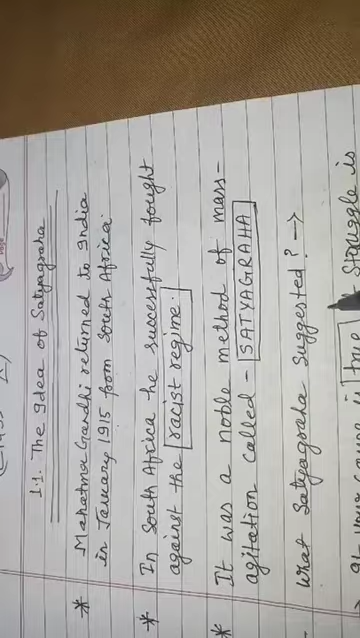 1.1. The Idea of Satyagraha
* Mahatma Gandhi returned to India
in January 1915 from South Africa
* In South Africa he successfully fought
against the racist regime.
* It was a noble method of mass-
agitation called - SATYAGRAHA
What Satyagraha Suggested? →
cause is true struggle is